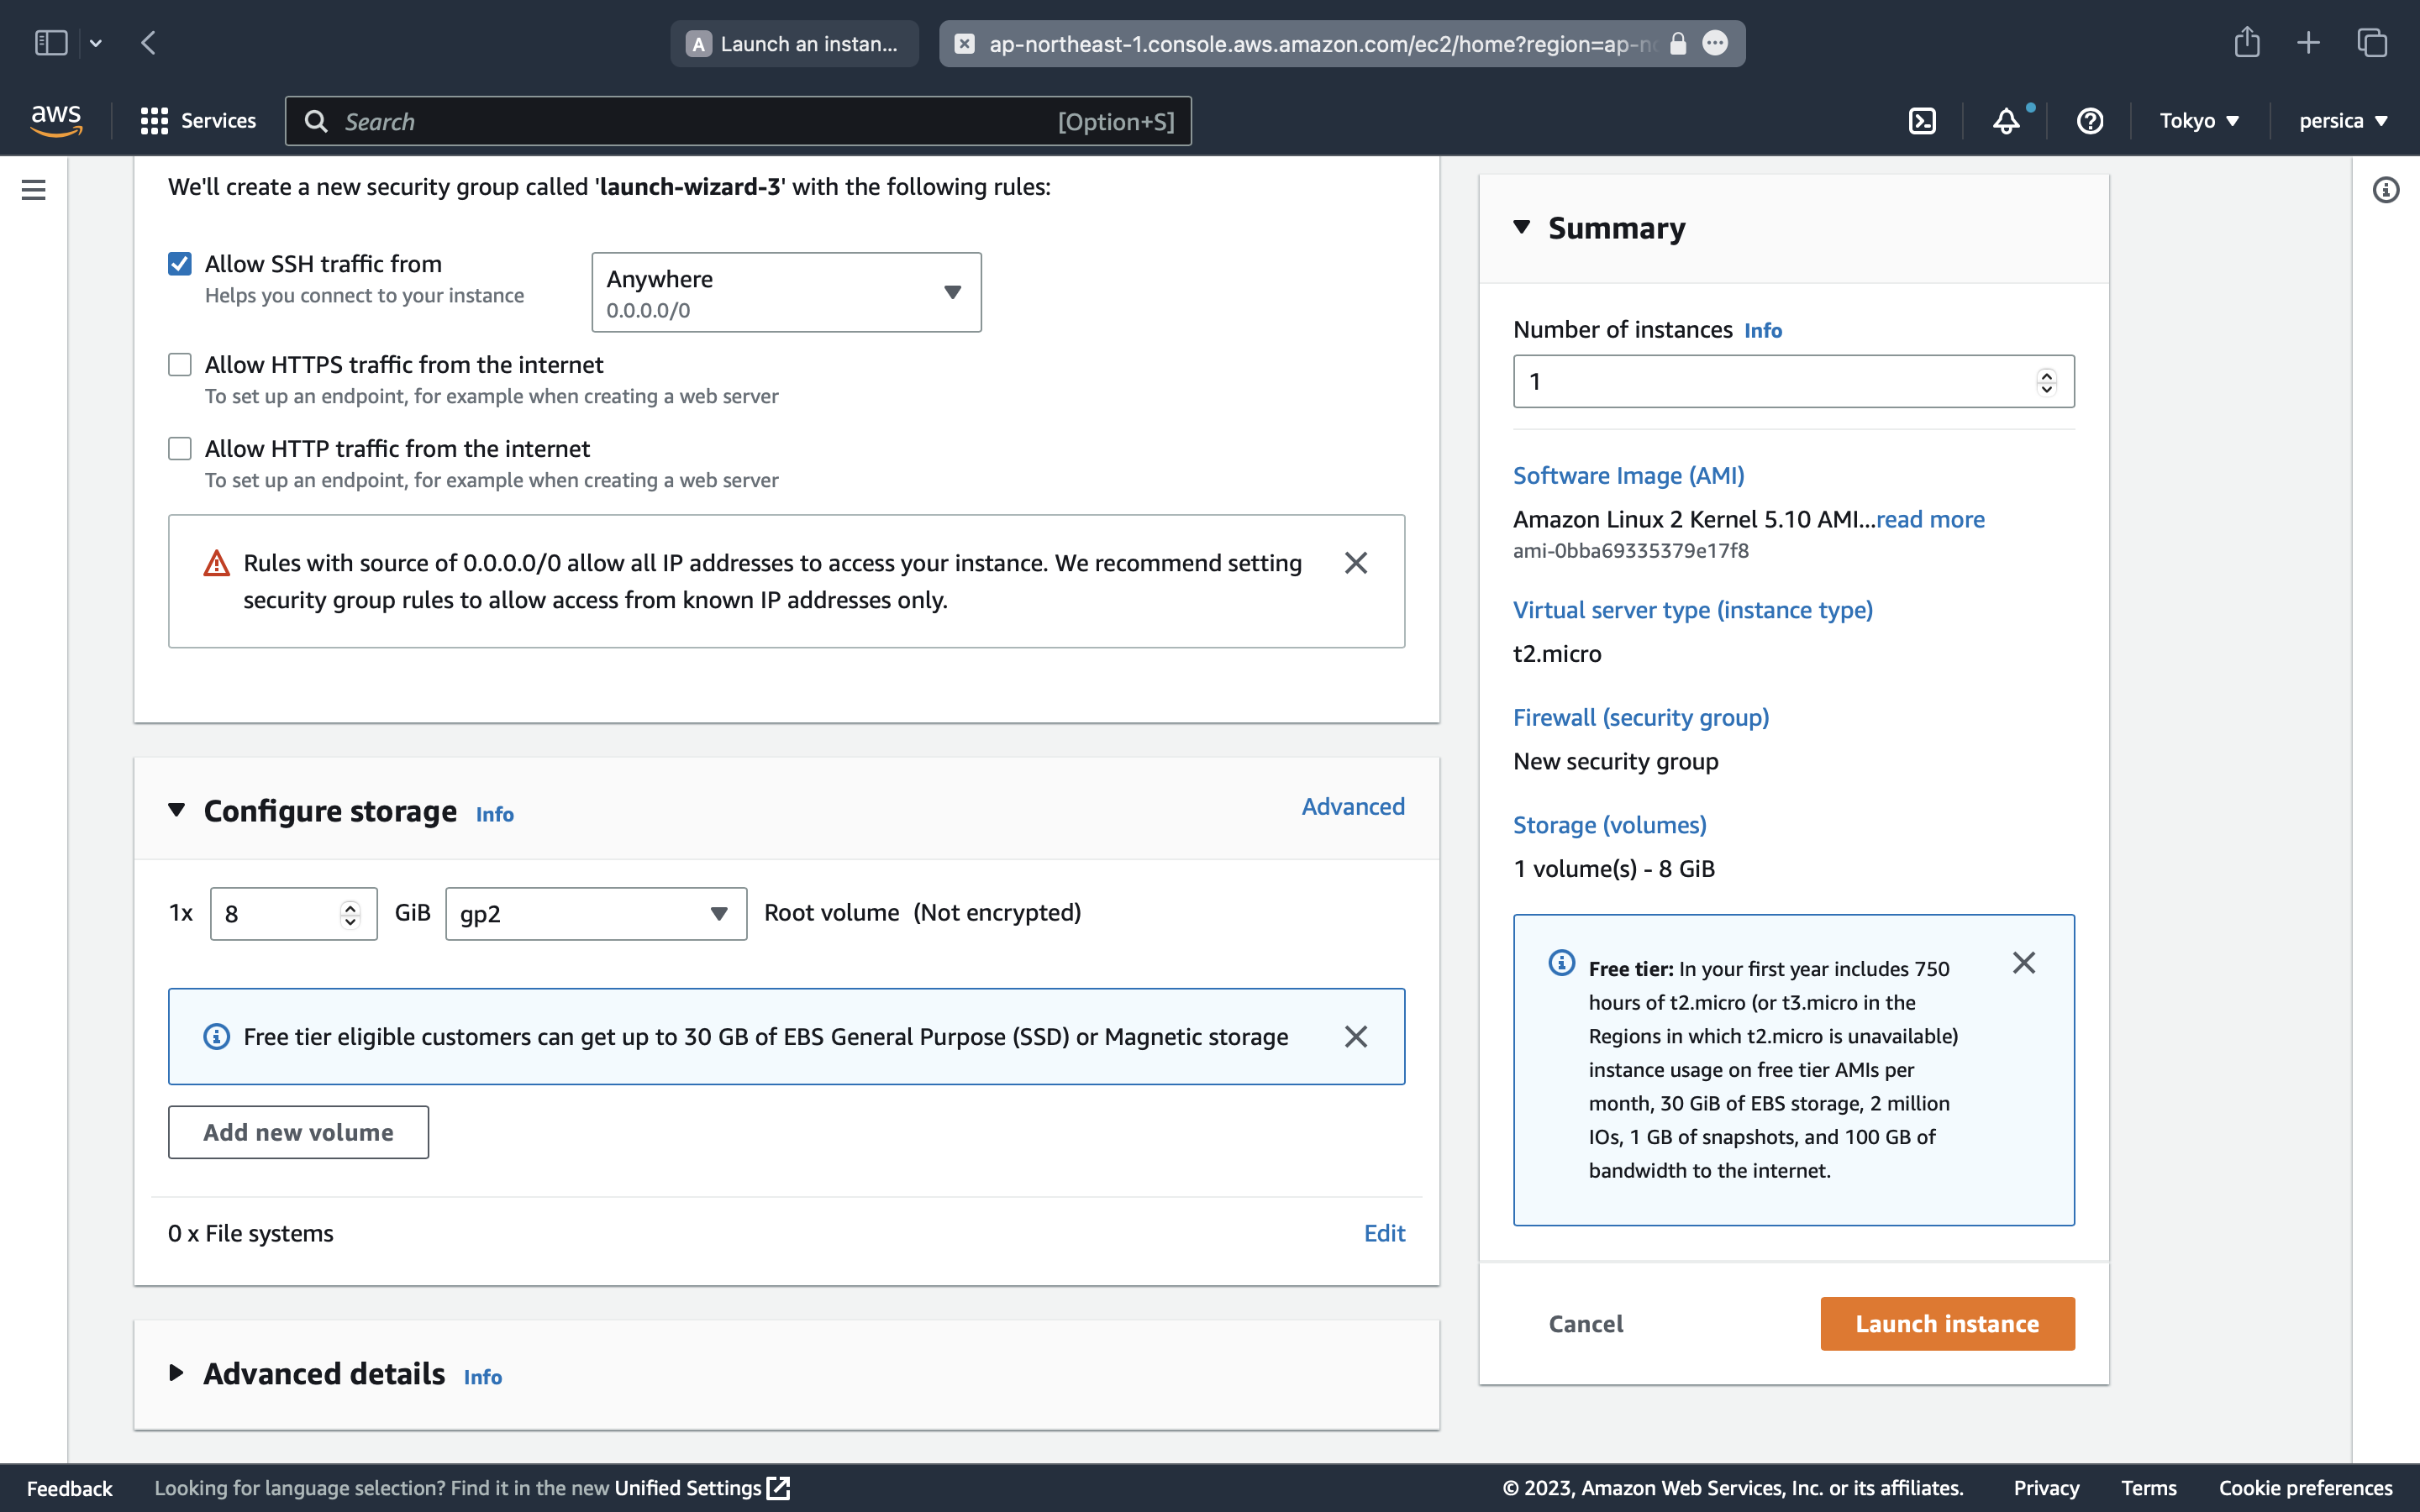 A Launch an instan...
ap-northeast-1.console.aws.amazon.com/ec2/home?region=ap-n
aws
Services
Search
[Option+S]
Tokyo
persica
We'll create a new security group called 'launch-wizard-3' with the following rules:
Allow SSH traffic from
Helps you connect to your instance
Anywhere
0.0.0.0/0
Allow HTTPS traffic from the internet
To set up an endpoint, for example when creating a web server
Allow HTTP traffic from the internet
To set up an endpoint, for example when creating a web server
Rules with source of 0.0.0.0/0 allow all IP addresses to access your instance. We recommend setting
security group rules to allow access from known IP addresses only.
Configure storage Info
Advanced
1x 8 GiB gp2 Root volume (Not encrypted)
Free tier eligible customers can get up to 30 GB of EBS General Purpose (SSD) or Magnetic storage
Add new volume
0 x File systems
Edit
Advanced details Info
Summary
Number of instances Info
1
Software Image (AMI)
Amazon Linux 2 Kernel 5.10 AMI...read more
ami-0bba69335379e17f8
Virtual server type (instance type)
t2.micro
Firewall (security group)
New security group
Storage (volumes)
1 volume(s) - 8 GiB
Free tier: In your first year includes 750
hours of t2.micro (or t3.micro in the
Regions in which t2.micro is unavailable)
instance usage on free tier AMIs per
month, 30 GiB of EBS storage, 2 million
IOs, 1 GB of snapshots, and 100 GB of
bandwidth to the internet.
Cancel
Launch instance
Feedback
Looking for language selection? Find it in the new Unified Settings
© 2023, Amazon Web Services, Inc. or its affiliates.
Privacy
Terms
Cookie preferences